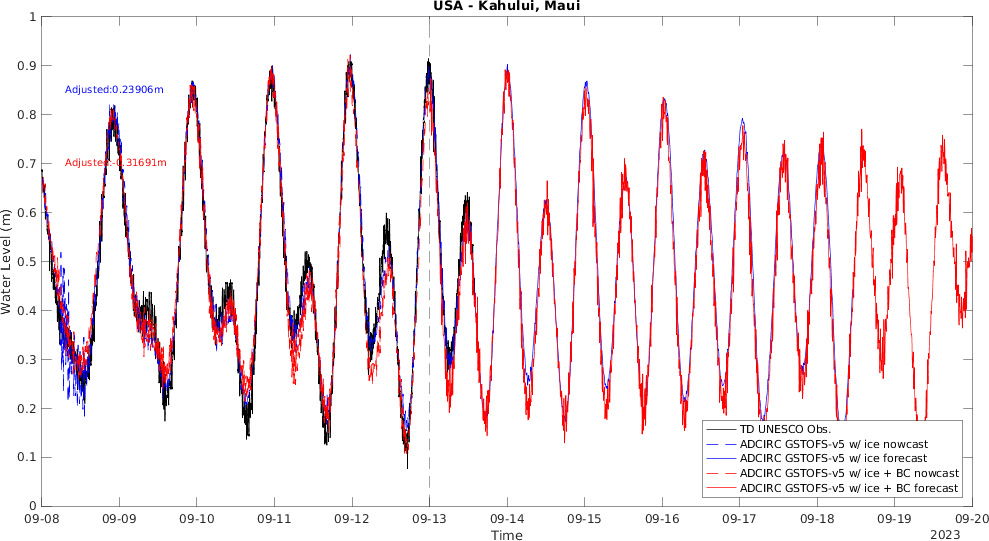 USA - Kahului, Maui
1
0.9
0.8
0.7
0.6
0.5
0.4
0.3
0.2
0.1
0
Water Level (m)
Adjusted:0.23906m
Adjusted:-0.31691m
TD UNESCO Obs.
ADCIRC GSTOFS-v5 w/ ice nowcast
ADCIRC GSTOFS-v5 w/ ice forecast
ADCIRC GSTOFS-v5 w/ ice + BC nowcast
ADCIRC GSTOFS-v5 w/ ice + BC forecast
09-08 09-09 09-10 09-11 09-12 09-13 09-14 09-15 09-16 09-17 09-18 09-19 09-20
Time
2023